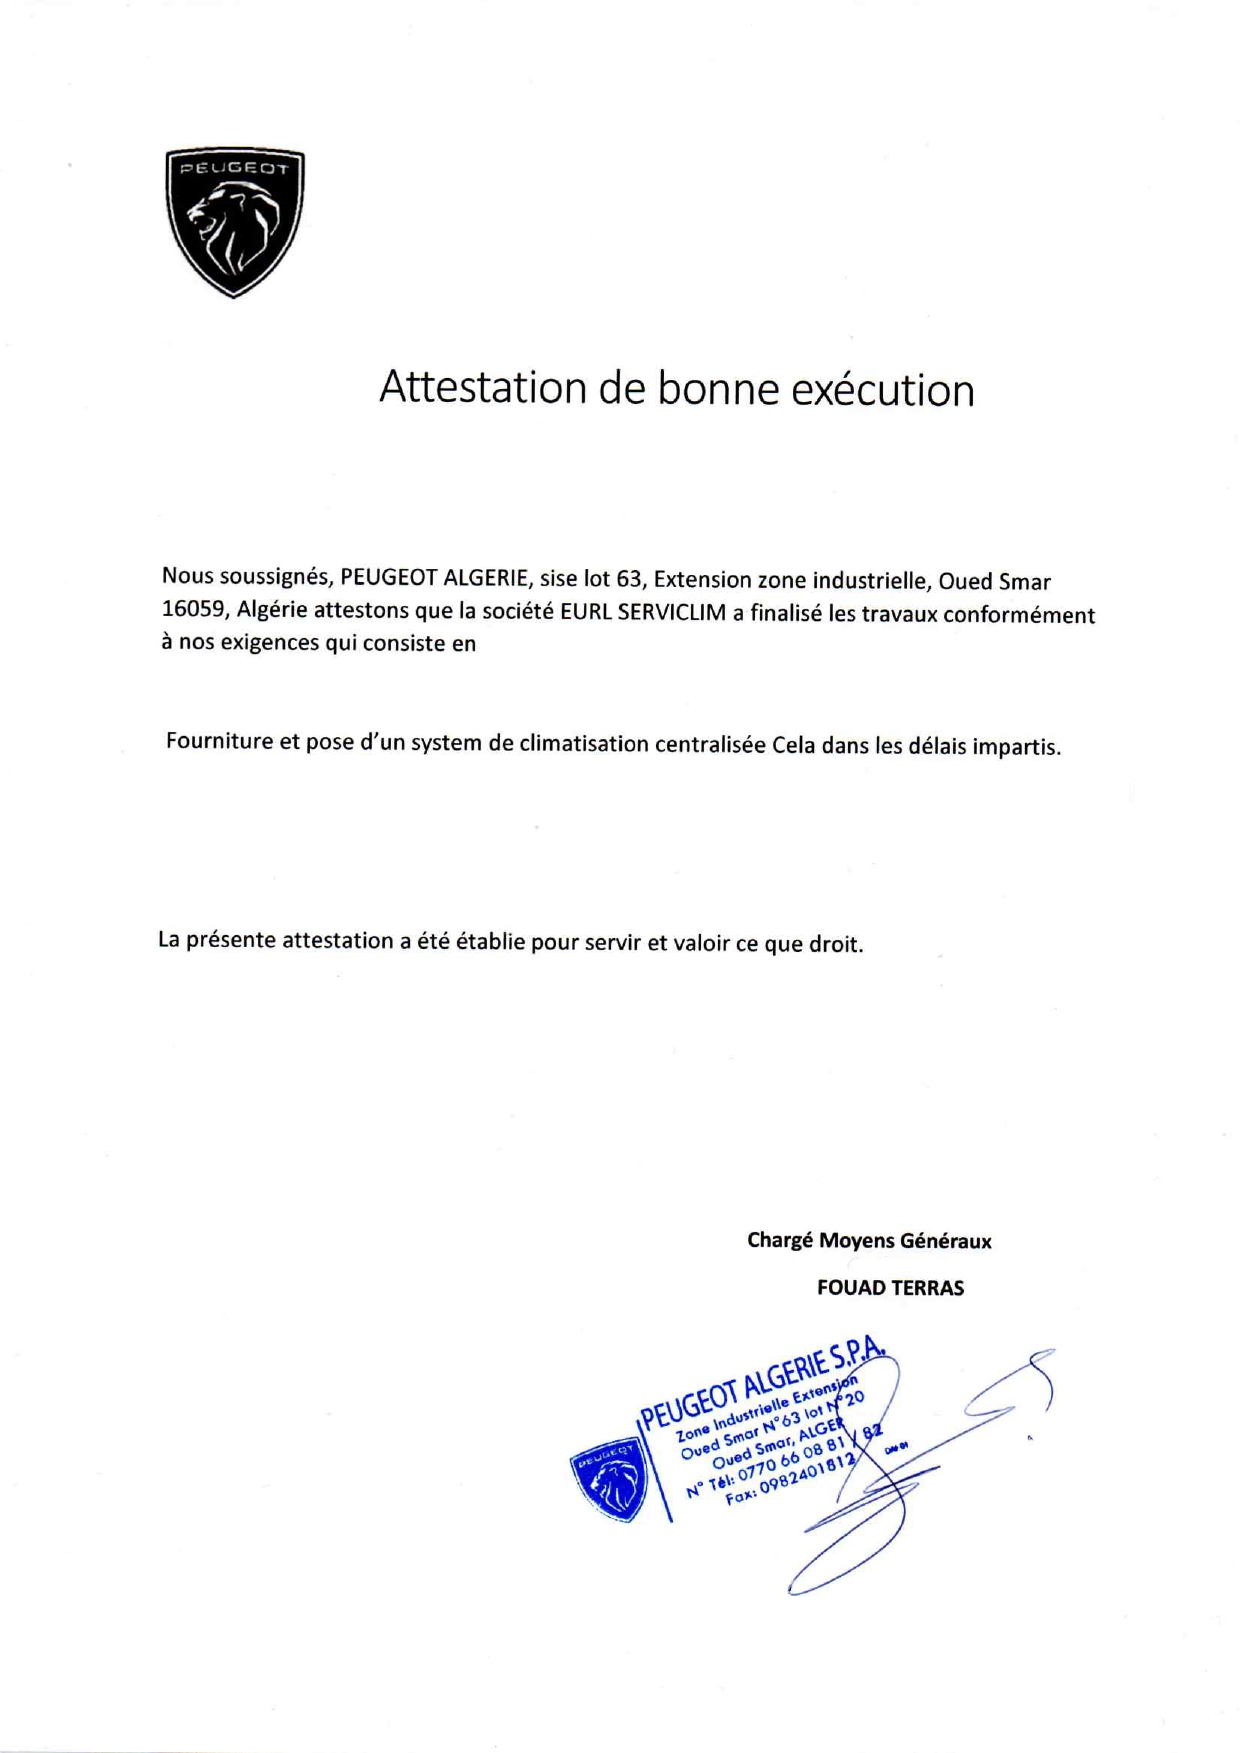 PEUGEOT
Attestation de bonne exécution
Nous soussignés, PEUGEOT ALGERIE, sise lot 63, Extension zone industrielle, Oued Smar
16059, Algérie attestons que la société EURL SERVICLIM a finalisé les travaux conformément
à nos exigences qui consiste en
Fourniture et pose d'un system de climatisation centralisée Cela dans les délais impartis.
La présente attestation a été établie pour servir et valoir ce que droit.
Chargé Moyens Généraux
FOUAD TERRAS
PEUGEOT ALGERIE S.P.A.
Zone Industrielle Extension
Oued Smar N°63 lot N°20
Oued Smar, ALGER
N° Tél: 0770 66 08 81 / 82
Fax: 0982401812
PEUGEOT